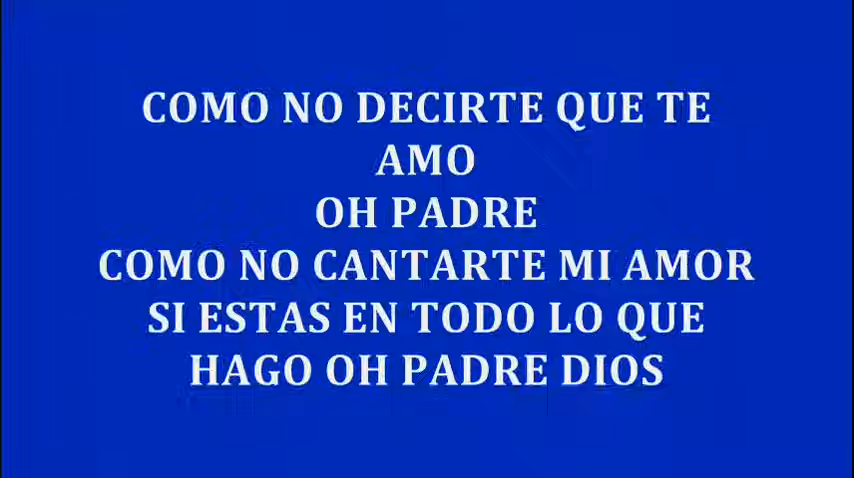 COMO NO DECIRTE QUE TE
AMO
OH PADRE
COMO NO CANTARTE MI AMOR
SI ESTAS EN TODO LO QUE
HAGO OH PADRE DIOS